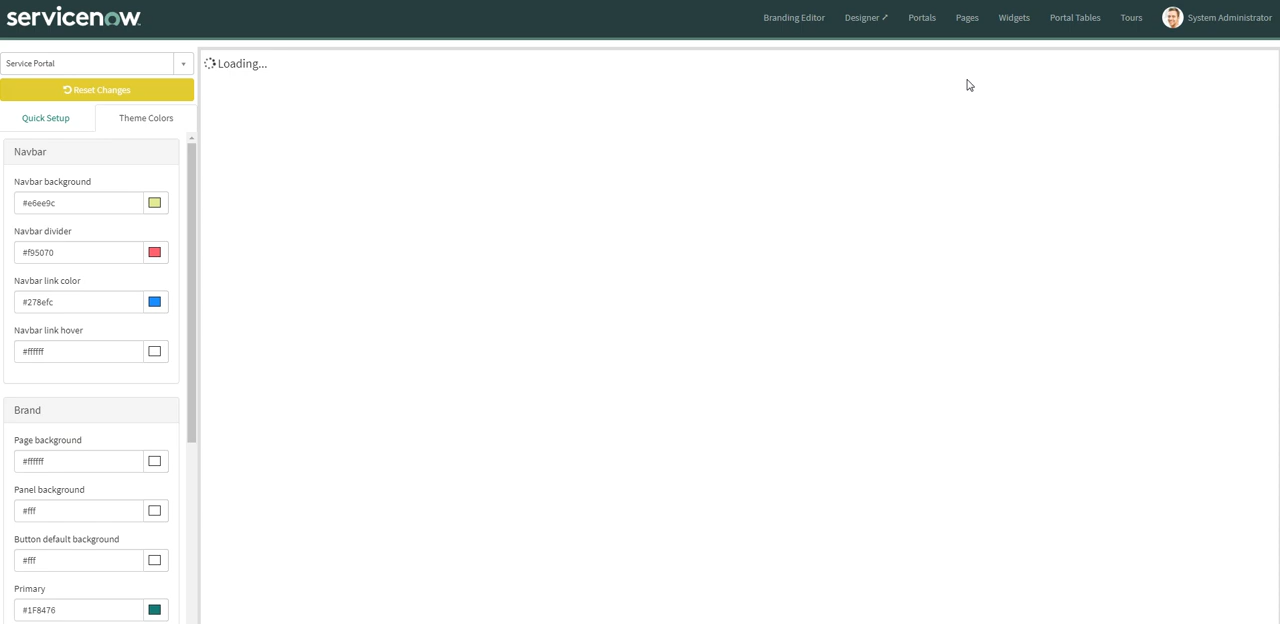 servicenow.
Branding Editor Designer Portals Pages Widgets Portal Tables Tours System Administrator
Service Portal
Loading...
Reset Changes
Quick Setup Theme Colors
Navbar
Navbar background
#e6ee9c
Navbar divider
#f95070
Navbar link color
#278efc
Navbar link hover
#ffffff
Brand
Page background
#ffffff
Panel background
#fff
Button default background
#fff
Primary
#1F8476